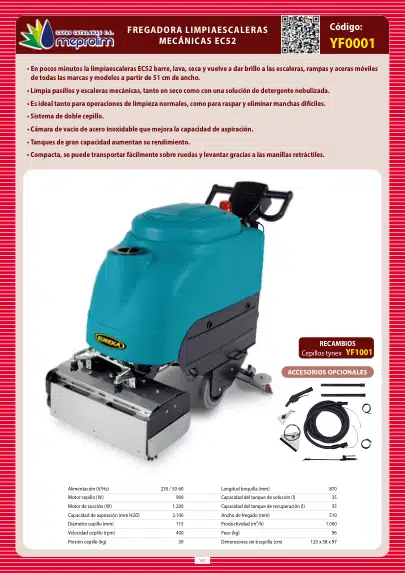 CATAS CATALANAS S.L.
meprolim
FREGADORA LIMPIAESCALERAS
MECÁNICAS EC52
Código:
YF0001
• En pocos minutos la limpiaescaleras EC52 barre, lava, seca y vuelve a dar brillo a las escaleras, rampas y aceras móviles
de todas las marcas y modelos a partir de 51 cm de ancho.
• Limpia pasillos y escaleras mecánicas, tanto en seco como con una solución de detergente nebulizada.
• Es ideal tanto para operaciones de limpieza normales, como para raspar y eliminar manchas difíciles.
• Sistema de doble cepillo.
• Cámara de vacío de acero inoxidable que mejora la capacidad de aspiración.
• Tanques de gran capacidad aumentan su rendimiento.
• Compacta, se puede transportar fácilmente sobre ruedas y levantar gracias a las manillas retráctiles.
EUREKA
RECAMBIOS
Cepillos tynex YF1001
ACCESORIOS OPCIONALES
Alimentación (V/Hz) 230 / 50-60
Motor cepillo (W) 900
Motor de succión (W) 1.200
Capacidad de aspiración (mm H2O) 2.100
Diámetro cepillo (mm) 115
Velocidad cepillo (rpm) 400
Presión cepillo (kg) 30
Longitud boquilla (mm) 870
Capacidad del tanque de solución (l) 35
Capacidad del tanque de recuperación (l) 35
Ancho de fregado (mm) 510
Productividad (m²/h) 1.000
Peso (kg) 96
Dimensiones sin boquilla (cm) 120 x 58 x 97